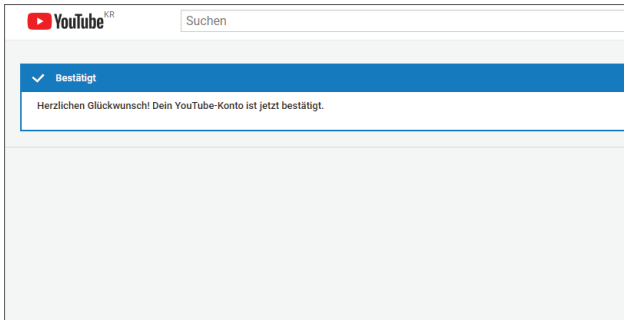 YouTube KR
Suchen
Bestätigt
Herzlichen Glückwunsch! Dein YouTube-Konto ist jetzt bestätigt.